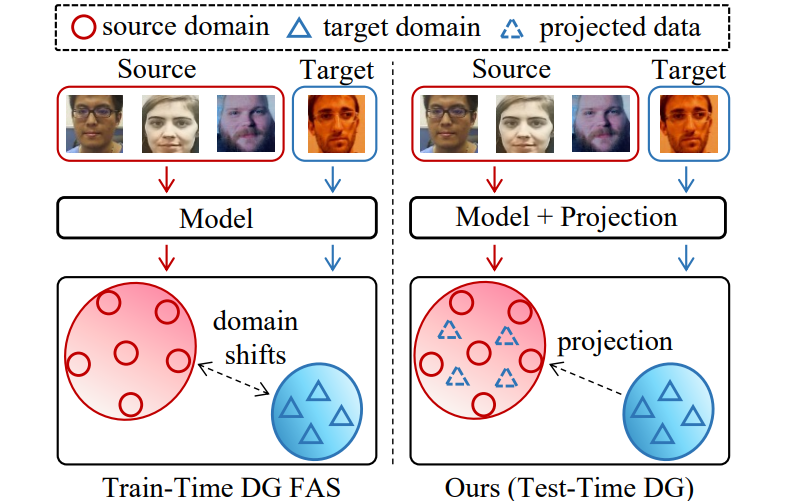 source domain target domain projected data
Source Target Source Target
Model Model + Projection
domain
shifts
projection
Train-Time DG FAS Ours (Test-Time DG)